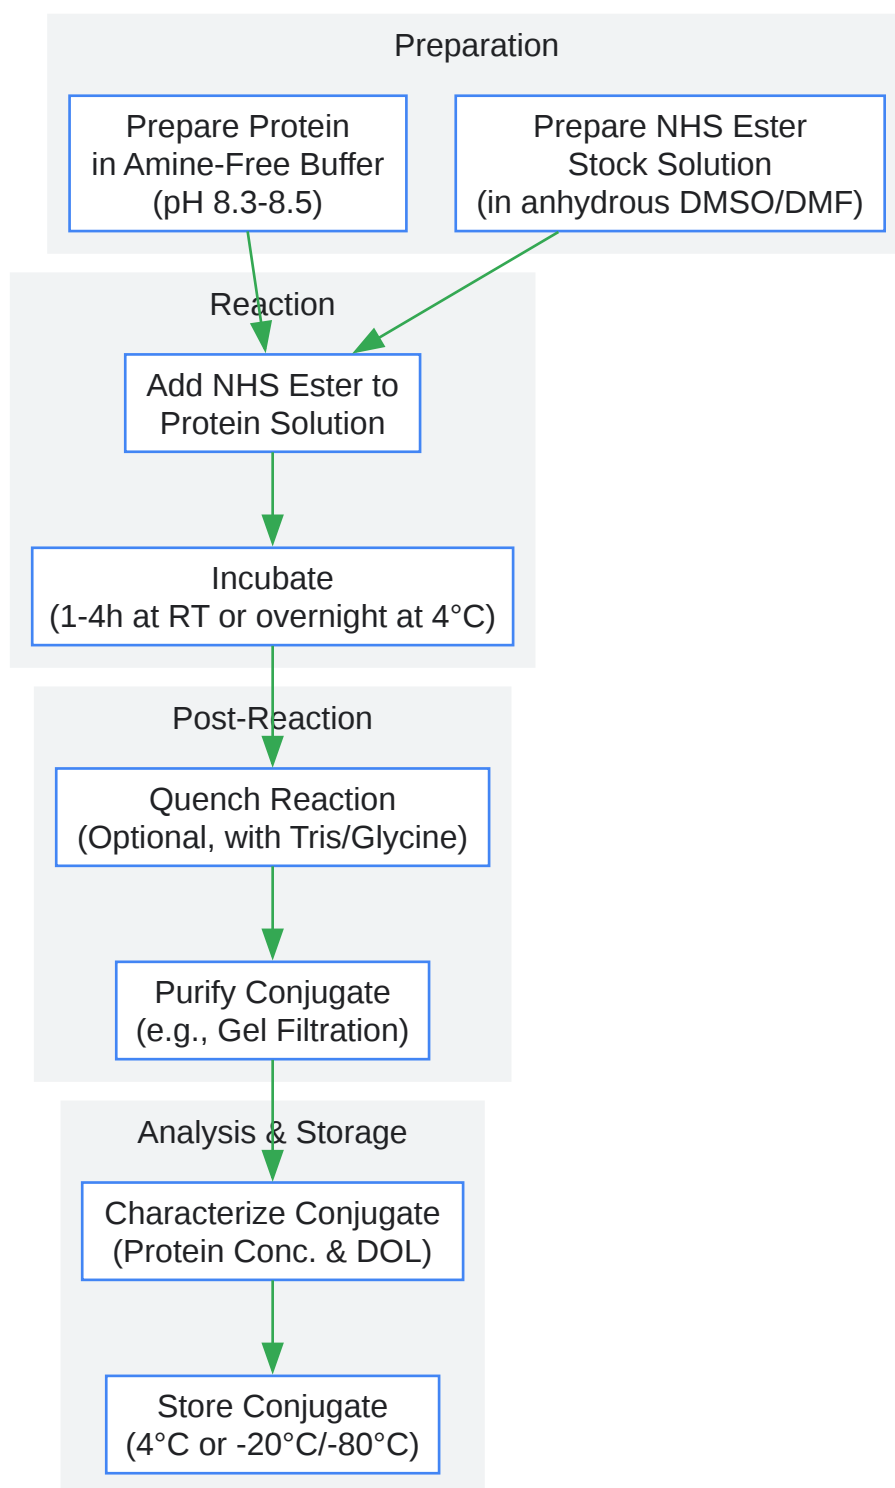 Preparation
Prepare Protein
in Amine-Free Buffer
(pH 8.3-8.5)
Prepare NHS Ester
Stock Solution
(in anhydrous DMSO/DMF)
Reaction
Add NHS Ester to
Protein Solution
Incubate
(1-4h at RT or overnight at 4°C)
Post-Reaction
Quench Reaction
(Optional, with Tris/Glycine)
Purify Conjugate
(e.g., Gel Filtration)
Analysis & Storage
Characterize Conjugate
(Protein Conc. & DOL)
Store Conjugate
(4°C or -20°C/-80°C)